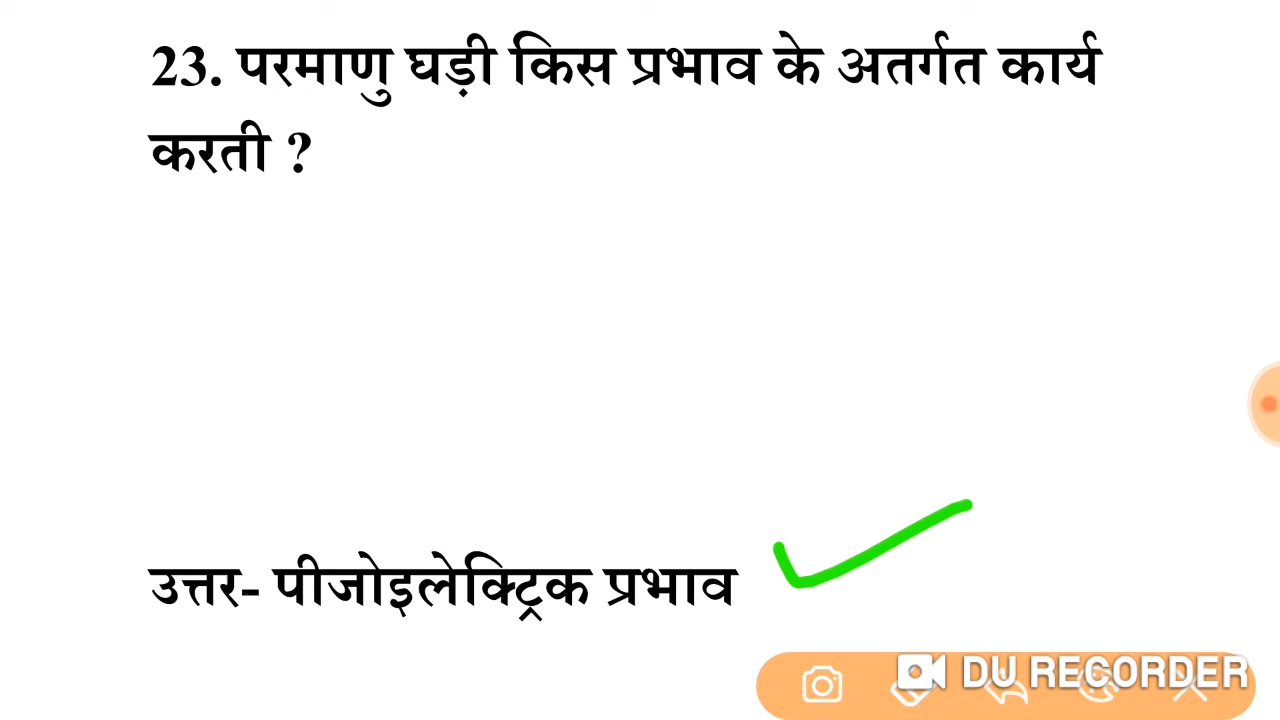 23. परमाणु घड़ी किस प्रभाव के अतर्गत कार्य
करती ?
उत्तर- पीजोइलेक्ट्रिक प्रभाव
DU RECORDER